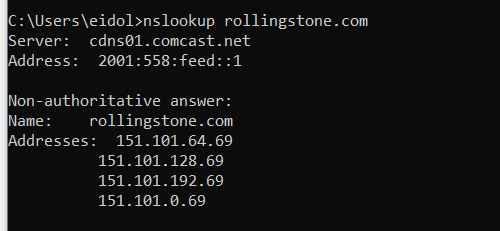 C:\Users\eidol>nslookup rollingstone.com
Server:  cdns01.comcast.net
Address:  2001:558:feed::1
Non-authoritative answer:
Name:    rollingstone.com
Addresses:  151.101.64.69
          151.101.128.69
          151.101.192.69
          151.101.0.69